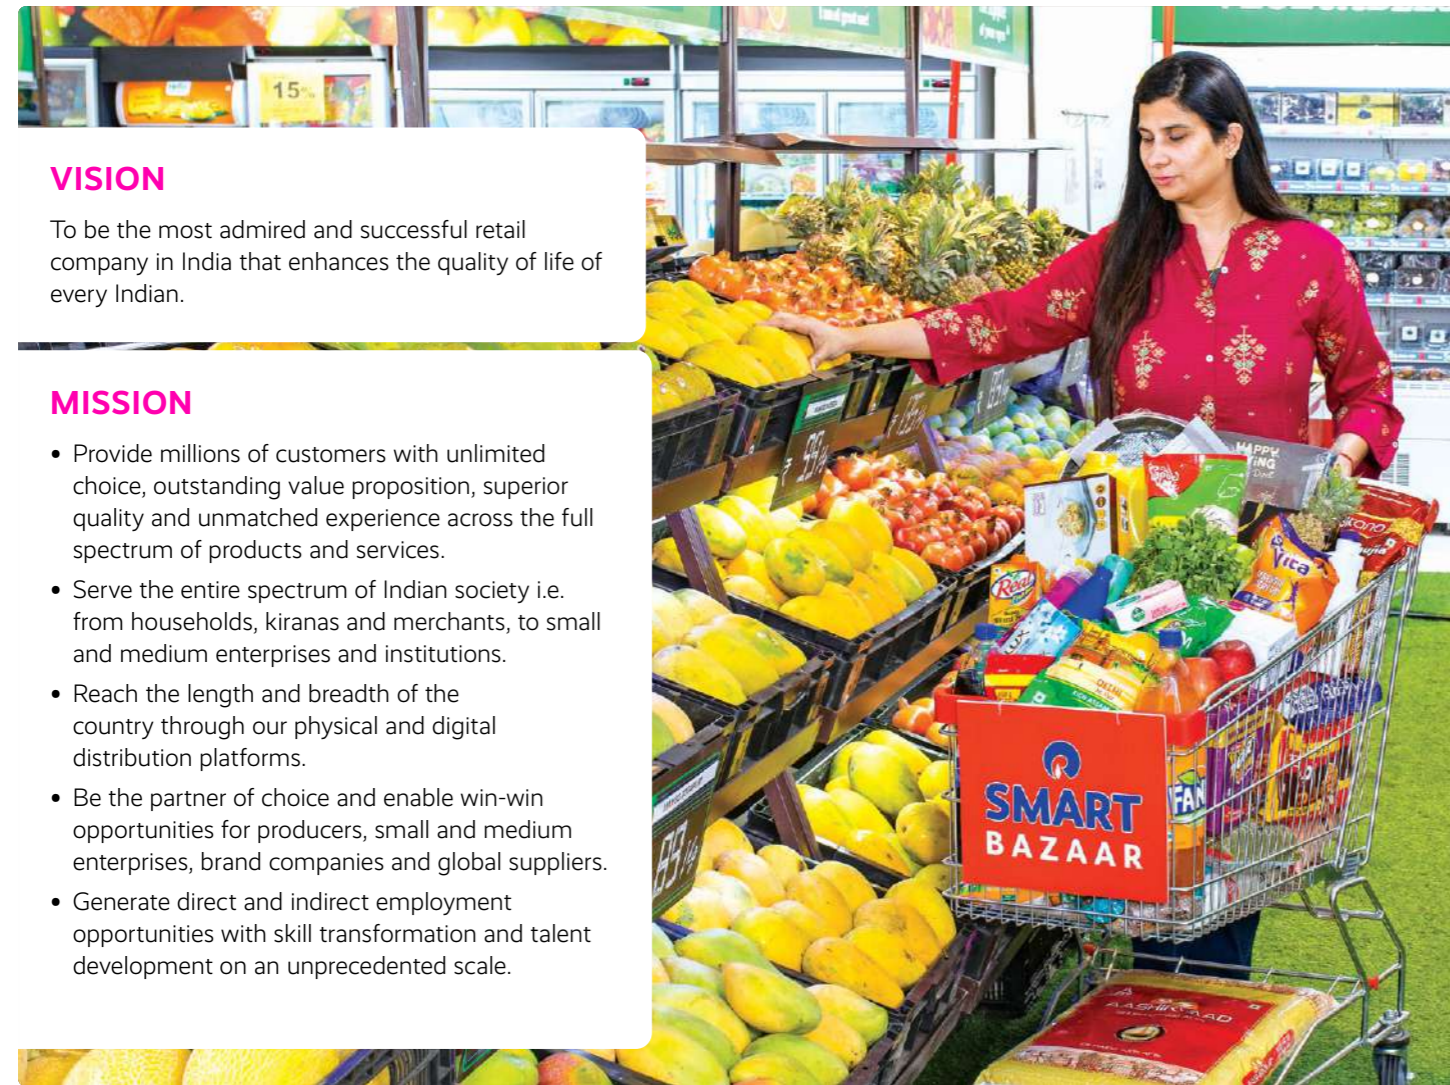 15%
VISION
To be the most admired and successful retail
company in India that enhances the quality of life of
every Indian.
MISSION
• Provide millions of customers with unlimited
choice, outstanding value proposition, superior
quality and unmatched experience across the full
spectrum of products and services.
• Serve the entire spectrum of Indian society i.e.
from households, kiranas and merchants, to small
and medium enterprises and institutions.
• Reach the length and breadth of the
country through our physical and digital
distribution platforms.
• Be the partner of choice and enable win-win
opportunities for producers, small and medium
enterprises, brand companies and global suppliers.
• Generate direct and indirect employment
opportunities with skill transformation and talent
development on an unprecedented scale.
HAPPY
Vita
Real
LUX
SMART
BAZAAR
FAN